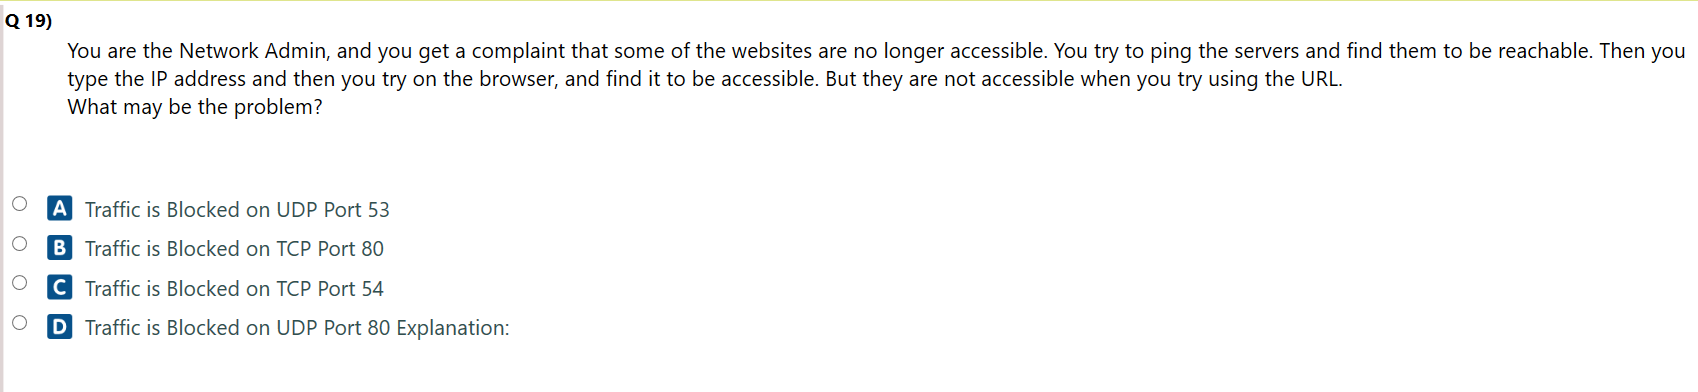 Q 19)
You are the Network Admin, and you get a complaint that some of the websites are no longer accessible. You try to ping the servers and find them to be reachable. Then you
type the IP address and then you try on the browser, and find it to be accessible. But they are not accessible when you try using the URL.
What may be the problem?
A Traffic is Blocked on UDP Port 53
B Traffic is Blocked on TCP Port 80
C Traffic is Blocked on TCP Port 54
D Traffic is Blocked on UDP Port 80 Explanation: